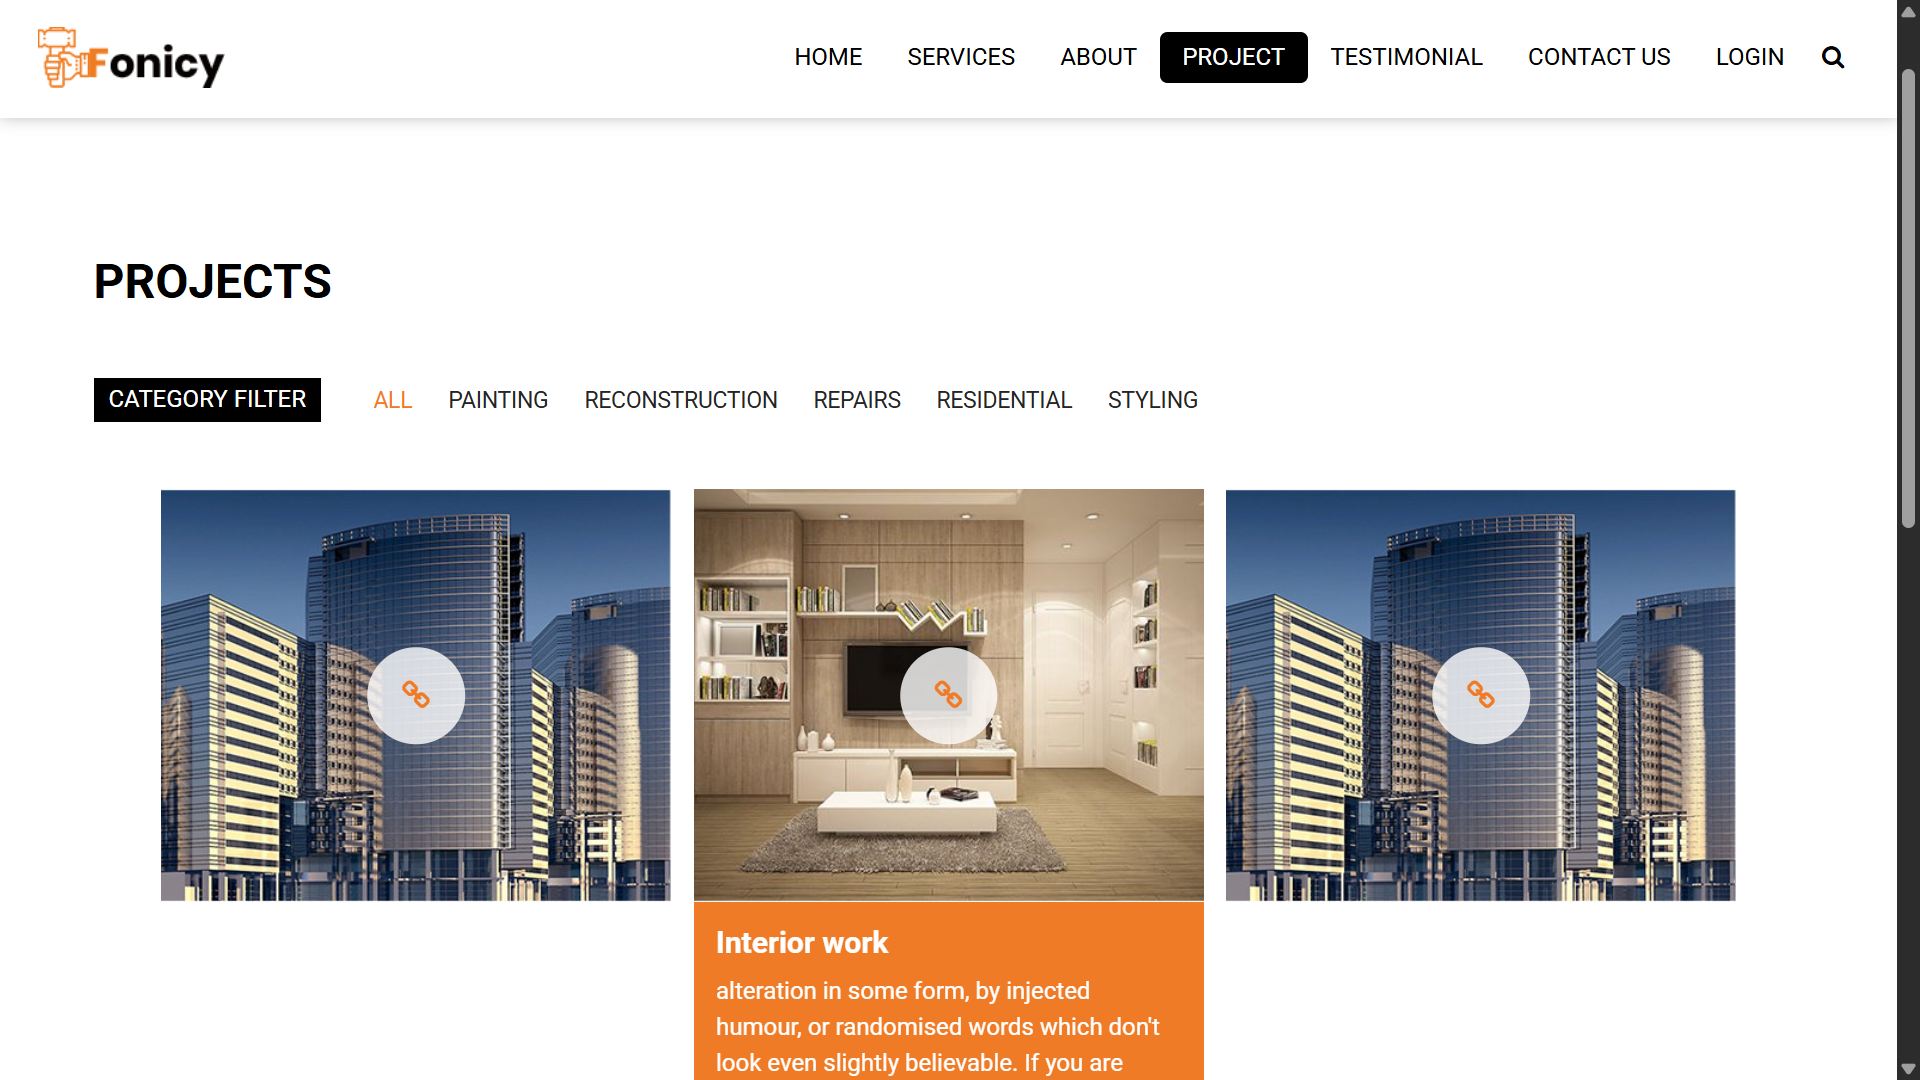 Fonicy
HOME SERVICES ABOUT PROJECT TESTIMONIAL CONTACT US LOGIN
PROJECTS
CATEGORY FILTER ALL PAINTING RECONSTRUCTION REPAIRS RESIDENTIAL STYLING
Interior work
alteration in some form, by injected
humour, or randomised words which don't
look even slightly believable. If you are